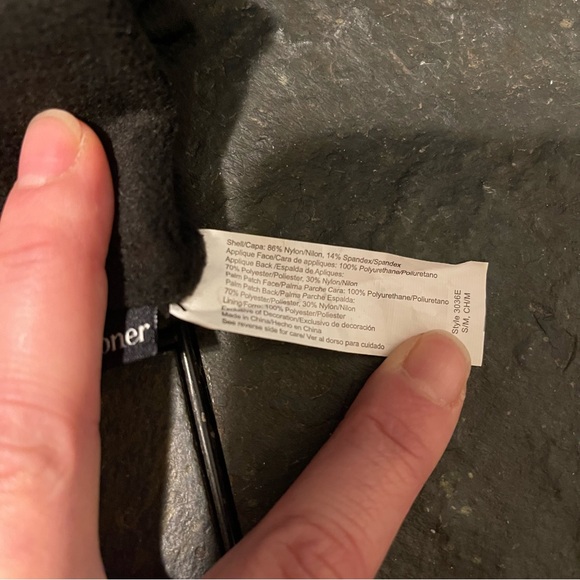 Shell/Capa: 86% Nylon/Nilon, 14% Spandex/Spandex
Applique Face/Cara de appliques: 100% Polyurethane/Poliuretano
Applique Back /Espalda de Apliques:
70% Polyester/Poliester, 30% Nylon/Nilon
Palm Patch Face/Palma Parche Cara: 100% Polyurethane/Poliuretano
Palm Patch Back/Palma Parche Espalda:
70% Polyester/Poliester, 30% Nylon/Nilon
Lining/Forro: 100% Polyester/Poliester
Exclusive of Decoration/Exclusivo de decoración
Made in China/Hecho en China
See reverse side for care/ Ver al dorso para cuidado
Style 3036E
S/M, CH/M
oner